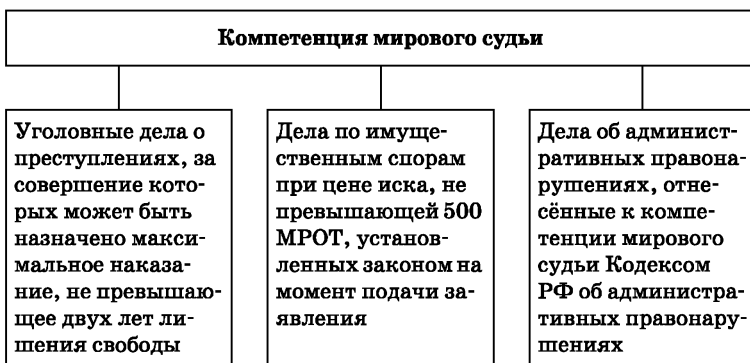 Компетенция мирового судьи
Уголовные дела о
преступлениях, за
совершение кото-
рых может быть
назначено макси-
мальное наказа-
ние, не превышаю-
щее двух лет ли-
шения свободы
Дела по имуще-
ственным спорам
при цене иска, не
превышающей 500
МРОТ, установ-
ленных законом на
момент подачи за-
явления
Дела об админист-
ративных правона-
рушениях, отне-
сённые к компе-
тенции мирового
судьи Кодексом
РФ об администра-
тивных правонару-
шениях